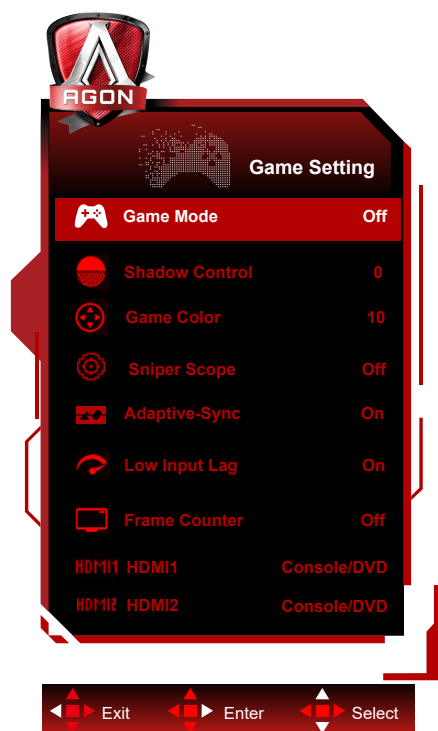 AGON
Game Setting
Game Mode Off
Shadow Control 0
Game Color 10
Sniper Scope Off
Adaptive-Sync On
Low Input Lag On
Frame Counter Off
HDMI1 HDMI1 Console/DVD
HDMI2 HDMI2 Console/DVD
Exit Enter Select